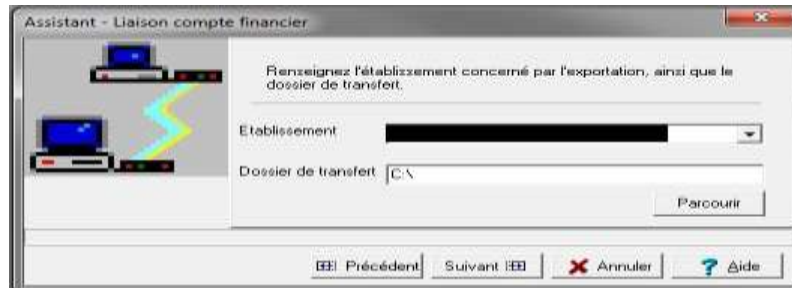 Assistant - Liaison compte financier
Renseignez l'établissement concerné par l'exportation, ainsi que le
dossier de transfert.
Etablissement
Dossier de transfert C:\
Parcourir
Précédent Suivant Annuler ? Aide